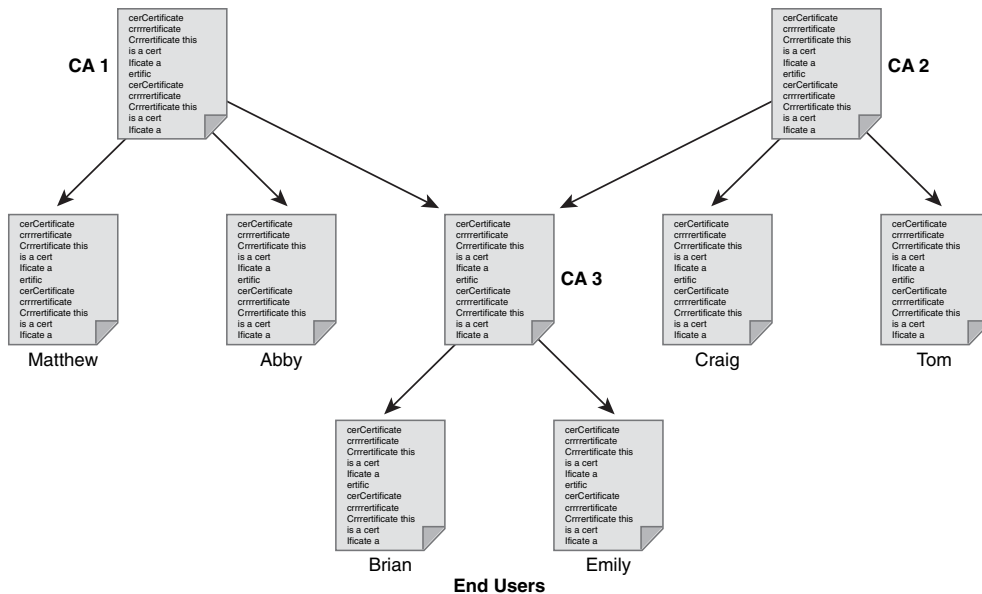 cerCertificate
crrrrertificate
Crrrertificate this
is a cert
Ificate a
ertific
cerCertificate
crrrrertificate
Crrrertificate this
is a cert
Ificate a
CA 1
cerCertificate
crrrrertificate
Crrrertificate this
is a cert
Ificate a
ertific
cerCertificate
crrrrertificate
Crrrertificate this
is a cert
Ificate a
CA 2
cerCertificate
crrrrertificate
Crrrertificate this
is a cert
Ificate a
ertific
cerCertificate
crrrrertificate
Crrrertificate this
is a cert
Ificate a
Matthew
cerCertificate
crrrrertificate
Crrrertificate this
is a cert
Ificate a
ertific
cerCertificate
crrrrertificate
Crrrertificate this
is a cert
Ificate a
Abby
cerCertificate
crrrrertificate
Crrrertificate this
is a cert
Ificate a
ertific
cerCertificate
crrrrertificate
Crrrertificate this
is a cert
Ificate a
CA 3
cerCertificate
crrrrertificate
Crrrertificate this
is a cert
Ificate a
ertific
cerCertificate
crrrrertificate
Crrrertificate this
is a cert
Ificate a
Craig
cerCertificate
crrrrertificate
Crrrertificate this
is a cert
Ificate a
ertific
cerCertificate
crrrrertificate
Crrrertificate this
is a cert
Ificate a
Tom
cerCertificate
crrrrertificate
Crrrertificate this
is a cert
Ificate a
ertific
cerCertificate
crrrrertificate
Crrrertificate this
is a cert
Ificate a
Brian
cerCertificate
crrrrertificate
Crrrertificate this
is a cert
Ificate a
ertific
cerCertificate
crrrrertificate
Crrrertificate this
is a cert
Ificate a
Emily
End Users